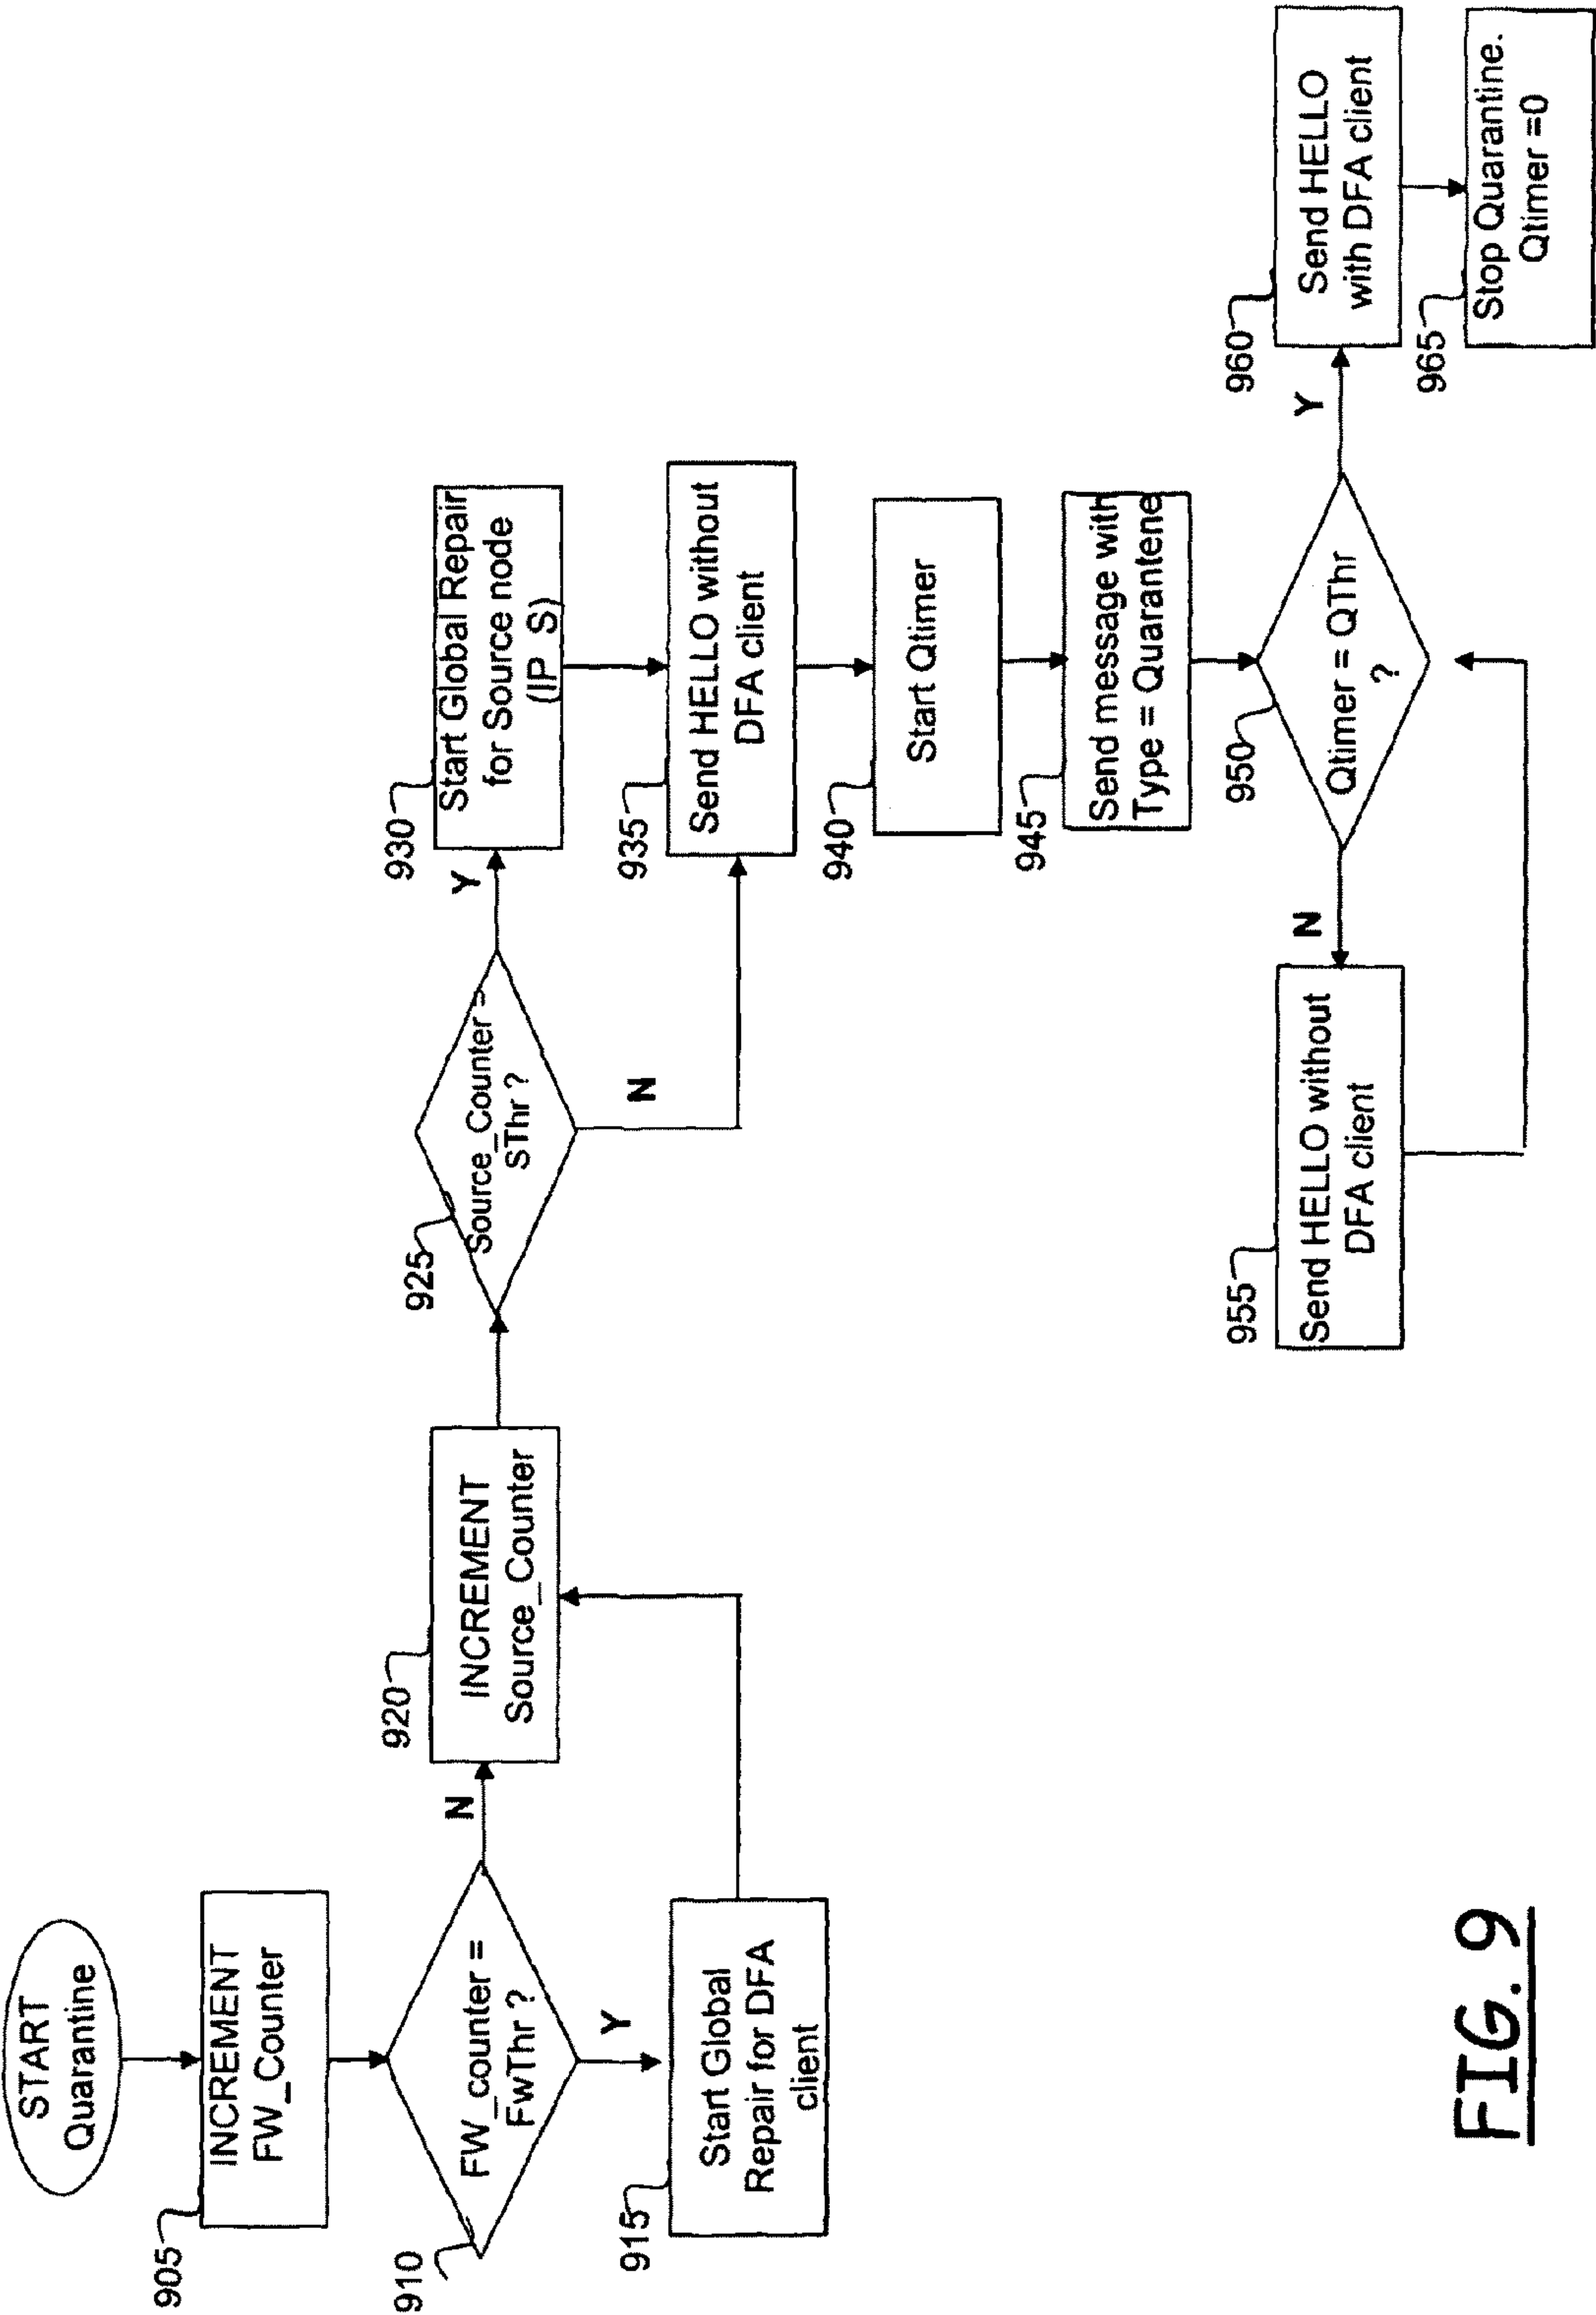 START
Quarantine
905
INCREMENT
FW_Counter
910
FW_counter =
FwThr ?
N
Y
915
Start Global
Repair for DFA
client
920
INCREMENT
Source_Counter
925
Source_Counter =
SThr ?
Y
N
930
Start Global Repair
for Source node
(IP_S)
935
Send HELLO without
DFA client
940
Start Qtimer
945
Send message with
Type = Quarantene
950
Qtimer = QThr
?
N
Y
955
Send HELLO without
DFA client
960
Send HELLO
with DFA client
965
Stop Quarantine.
Qtimer =0
FIG. 9